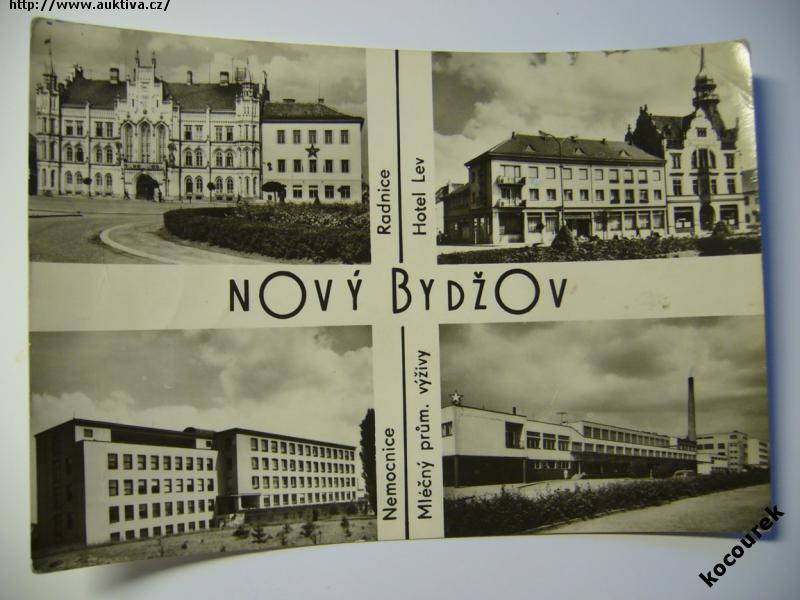 http://www.auktiva.cz/
Radnice
Hotel Lev
NOVÝ BYDŽOV
Nemocnice
Mléčný prům. výživy
kocourek